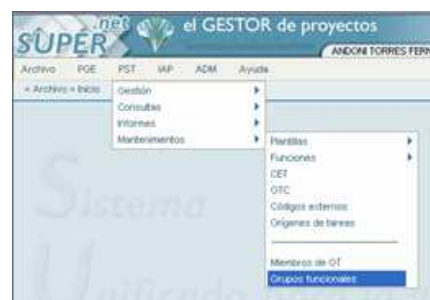 SUPER.net el GESTOR de proyectos
ANDONI TORRES FERN
Archivo PGE PST IAP ADM Ayuda
» Archivo » Inicio
Gestión
Consultas
Informes
Mantenimientos
Plantillas
Funciones
CET
OTC
Códigos externos
Orígenes de tareas
Miembros de OT
Grupos funcionales
Sistema
Unificado